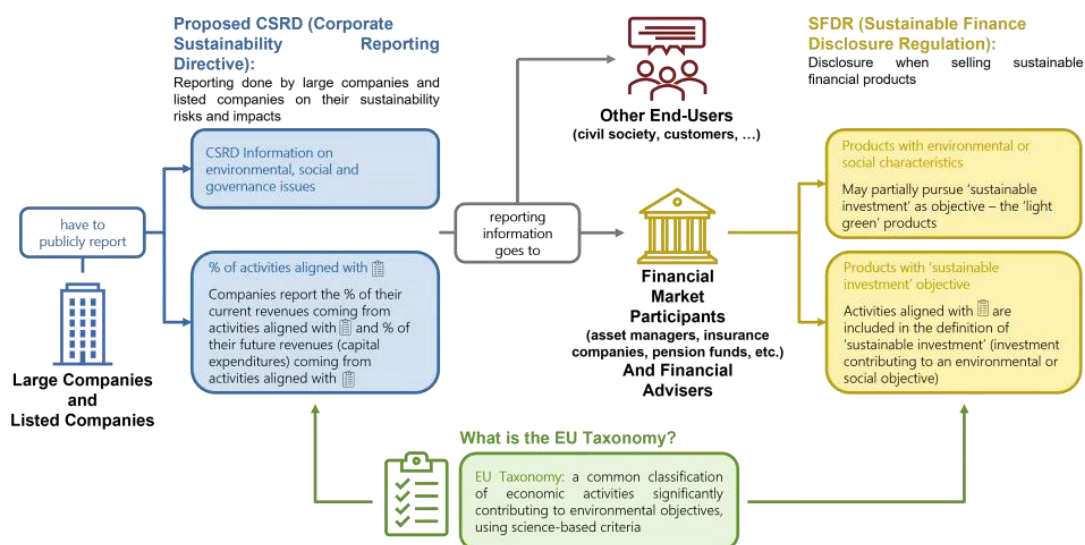 Proposed CSRD (Corporate
Sustainability Reporting
Directive):
Reporting done by large companies and
listed companies on their sustainability
risks and impacts
CSRD Information on
environmental, social and
governance issues
have to
publicly report
% of activities aligned with
Companies report the % of their
current revenues coming from
activities aligned with and % of
their future revenues (capital
expenditures) coming from
activities aligned with
Large Companies
and
Listed Companies
reporting
information
goes to
Other End-Users
(civil society, customers, …)
Financial
Market
Participants
(asset managers, insurance
companies, pension funds, etc.)
And Financial
Advisers
SFDR (Sustainable Finance
Disclosure Regulation):
Disclosure when selling sustainable
financial products
Products with environmental or
social characteristics
May partially pursue ‘sustainable
investment’ as objective – the ‘light
green’ products
Products with ‘sustainable
investment’ objective
Activities aligned with are
included in the definition of
‘sustainable investment’ (investment
contributing to an environmental or
social objective)
What is the EU Taxonomy?
EU Taxonomy: a common classification
of economic activities significantly
contributing to environmental objectives,
using science-based criteria